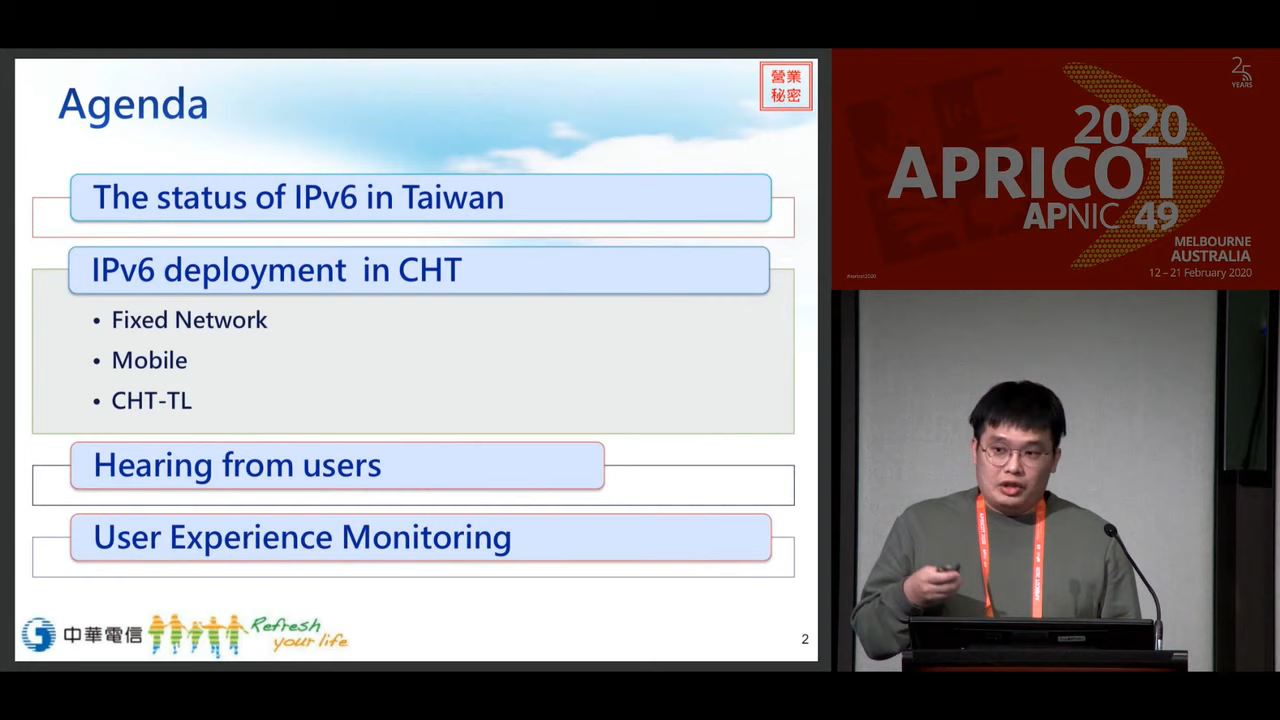 Agenda
營業
秘密
The status of IPv6 in Taiwan
IPv6 deployment in CHT
• Fixed Network
• Mobile
• CHT-TL
Hearing from users
User Experience Monitoring
中華電信
Refresh
your life
2
25
YEARS
2020
APRICOT
APNIC 49
MELBOURNE
AUSTRALIA
12 – 21 February 2020
#apricot2020